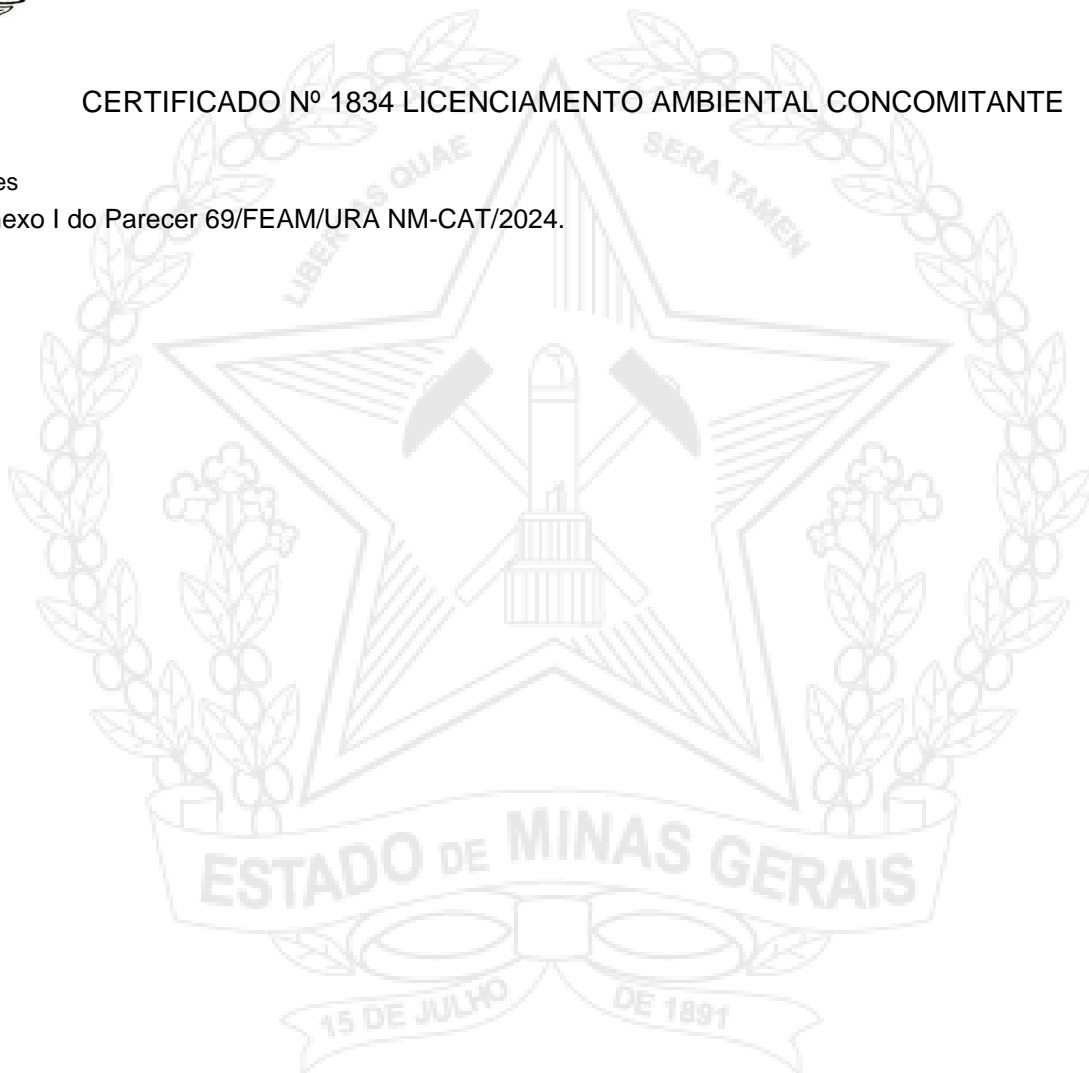 CERTIFICADO Nº 1834 LICENCIAMENTO AMBIENTAL CONCOMITANTE
es
nexo I do Parecer 69/FEAM/URA NM-CAT/2024.
LIBERTAS QUAE SERA TAMEN
ESTADO DE MINAS GERAIS
15 DE JULHO DE 1891